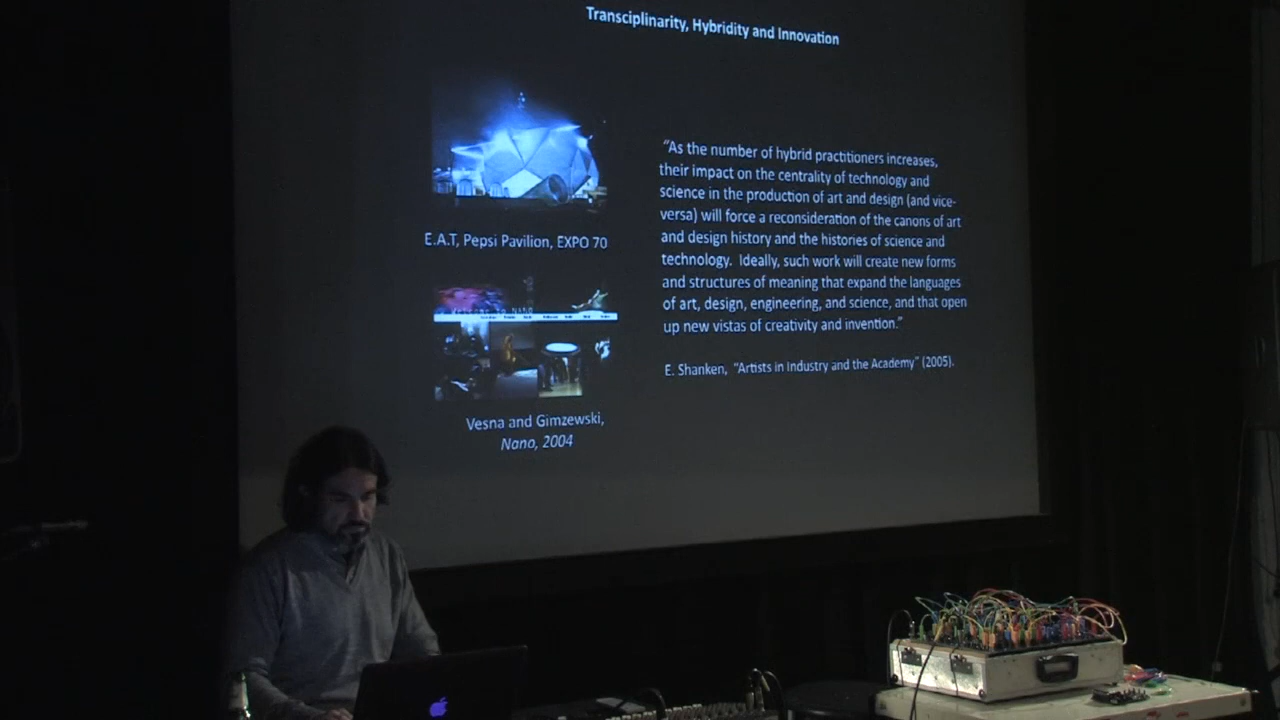 Transciplinarity, Hybridity and Innovation
E.A.T, Pepsi Pavilion, EXPO 70
Vesna and Gimzewski,
Nano, 2004
"As the number of hybrid practitioners increases,
their impact on the centrality of technology and
science in the production of art and design (and vice-
versa) will force a reconsideration of the canons of art
and design history and the histories of science and
technology. Ideally, such work will create new forms
and structures of meaning that expand the languages
of art, design, engineering, and science, and that open
up new vistas of creativity and invention."
E. Shanken, "Artists in Industry and the Academy" (2005).